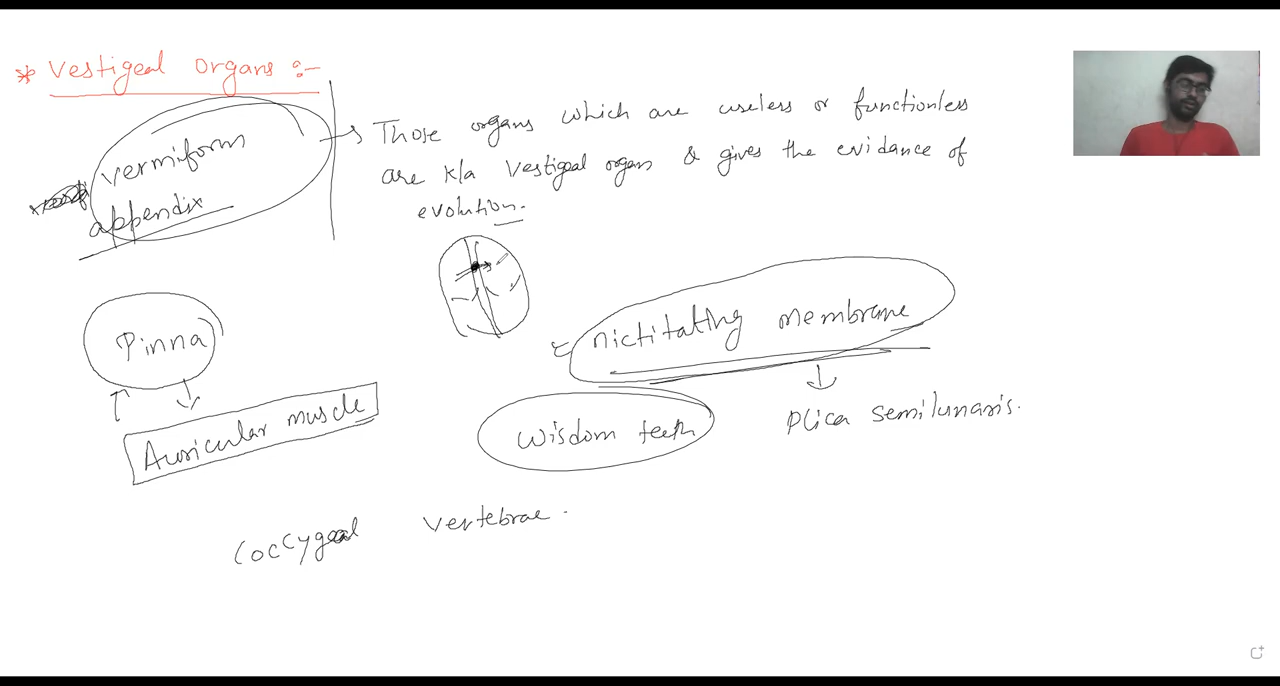 * Vestigeal organs :-
vermiform
appendix
→ Those organs which are useless or functionless
are k/a vestigeal organs & gives the evidance of
evolution.
Pinna
Auricular muscle
nictitating membrane
Plica semilunaris.
wisdom teeth
Coccygeal vertebrae.